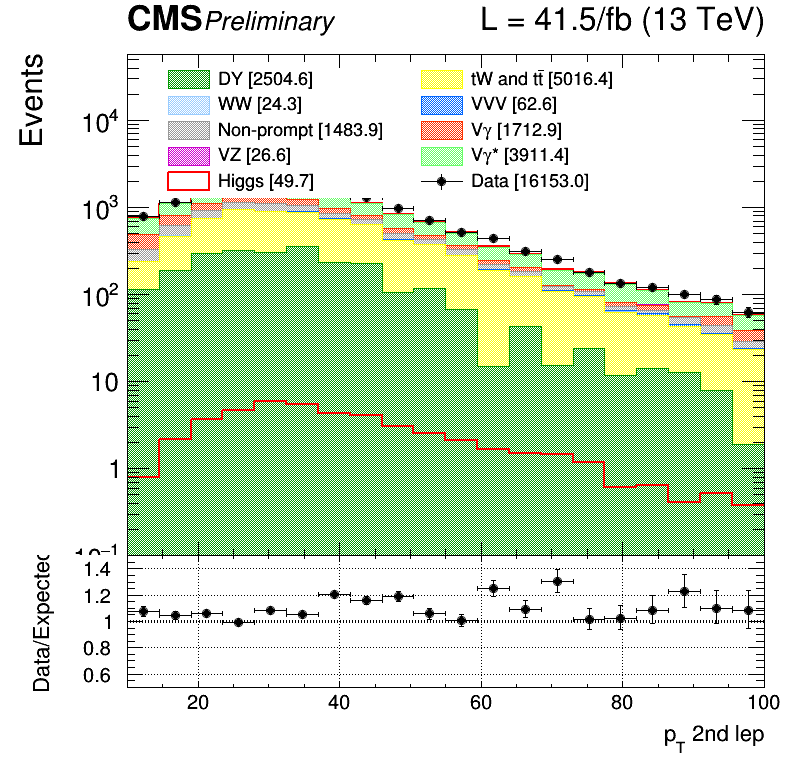 CMS Preliminary L = 41.5/fb (13 TeV)
Events
DY [2504.6] tW and tt̄ [5016.4]
WW [24.3] VVV [62.6]
Non-prompt [1483.9] Vγ [1712.9]
VZ [26.6] Vγ* [3911.4]
Higgs [49.7] Data [16153.0]
10⁴
10³
10²
10
1
10⁻¹
Data/Expected
1.4
1.2
1
0.8
0.6
20 40 60 80 100
p_T 2nd lep